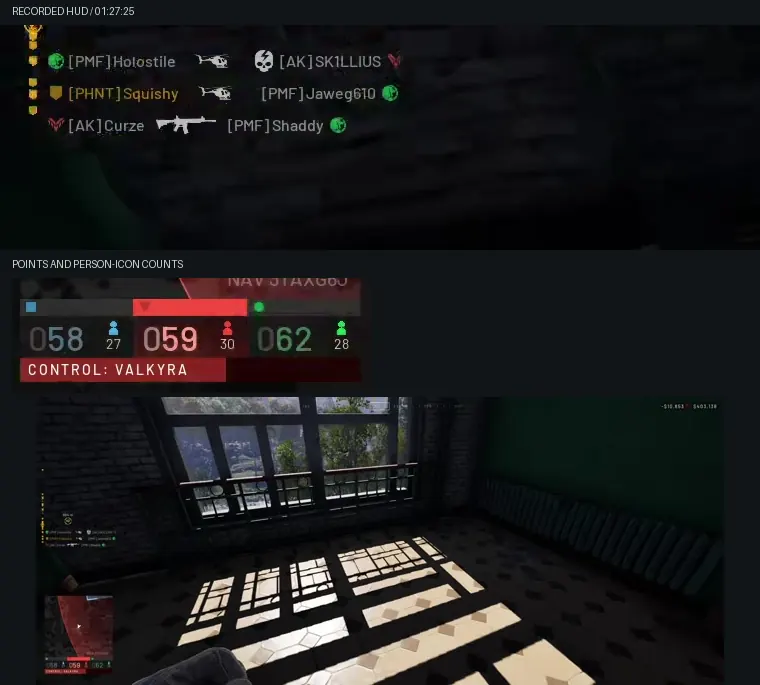 RECORDED HUD / 01:27:25
[PMF]Holostile [AK]SK1LLIUS
[PHNT]Squishy [PMF]Jaweg610
[AK]Curze [PMF]Shaddy
POINTS AND PERSON-ICON COUNTS
058 27 059 30 062 28
CONTROL: VALKYRA